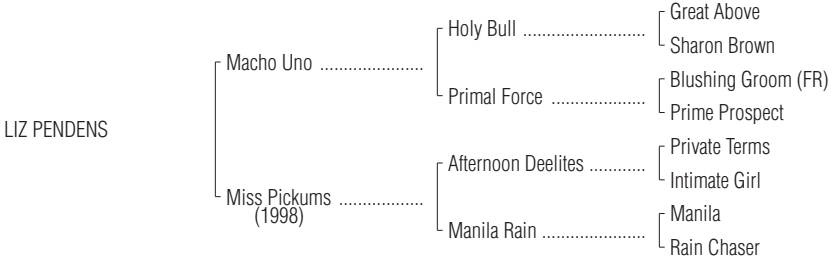 Great Above
Holy Bull ..........................
Sharon Brown
Macho Uno ......................
Blushing Groom (FR)
Primal Force ....................
Prime Prospect
LIZ PENDENS
Private Terms
Afternoon Deelites ............
Intimate Girl
Miss Pickums ..................
(1998)
Manila
Manila Rain ......................
Rain Chaser